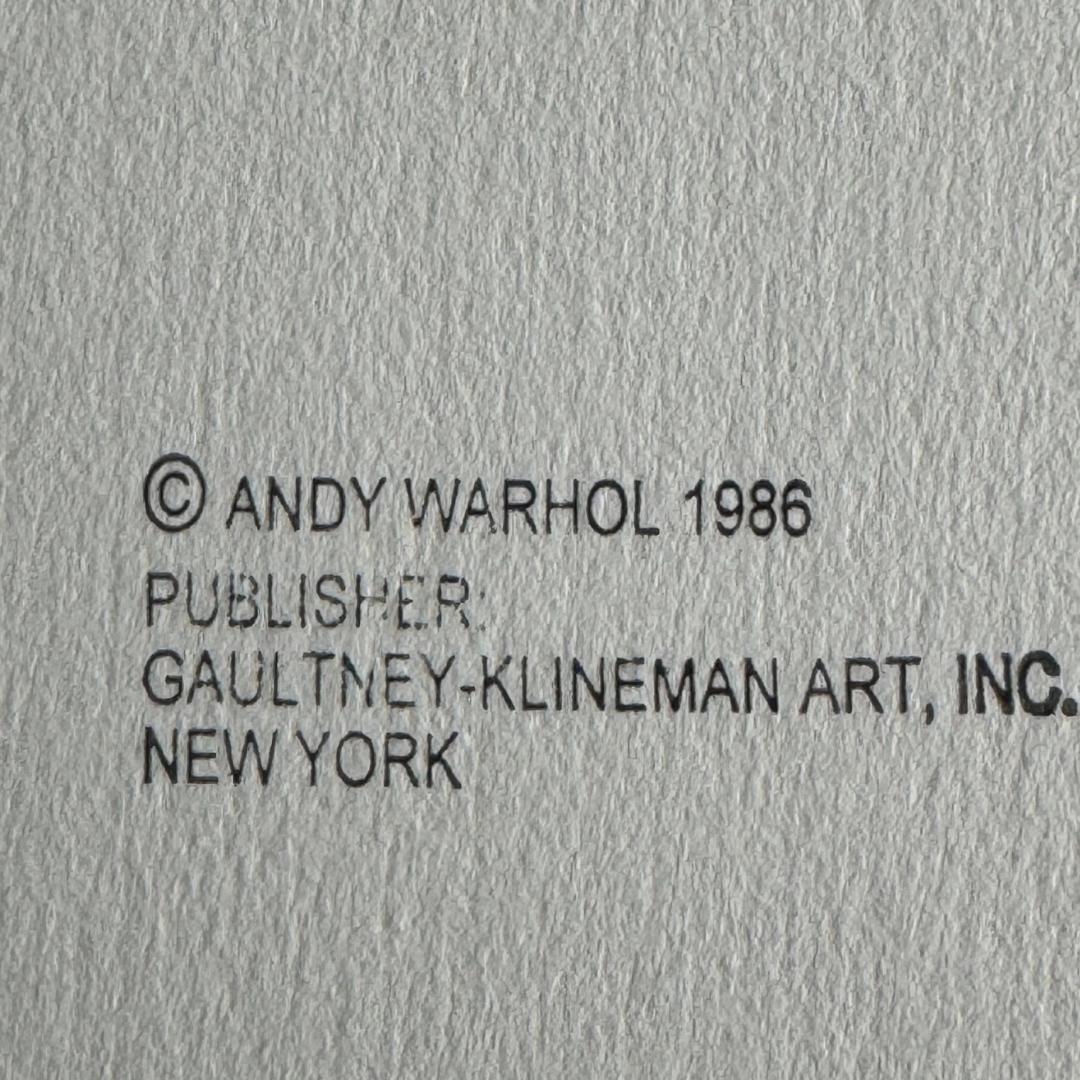 © ANDY WARHOL 1986
PUBLISHER:
GAULTNEY-KLINEMAN ART, INC.
NEW YORK